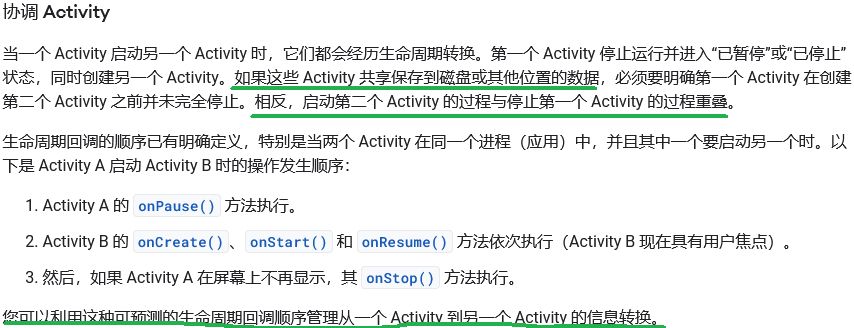 协调 Activity
当一个 Activity 启动另一个 Activity 时，它们都会经历生命周期转换。第一个 Activity 停止运行并进入“已暂停”或“已停止”
状态，同时创建另一个 Activity。如果这些 Activity 共享保存到磁盘或其他位置的数据，必须要明确第一个 Activity 在创建
第二个 Activity 之前并未完全停止。相反，启动第二个 Activity 的过程与停止第一个 Activity 的过程重叠。
生命周期回调的顺序已有明确定义，特别是当两个 Activity 在同一个进程（应用）中，并且其中一个要启动另一个时。以
下是 Activity A 启动 Activity B 时的操作发生顺序：
1. Activity A 的 onPause() 方法执行。
2. Activity B 的 onCreate()、onStart() 和 onResume() 方法依次执行（Activity B 现在具有用户焦点）。
3. 然后，如果 Activity A 在屏幕上不再显示，其 onStop() 方法执行。
您可以利用这种可预测的生命周期回调顺序管理从一个 Activity 到另一个 Activity 的信息转换。